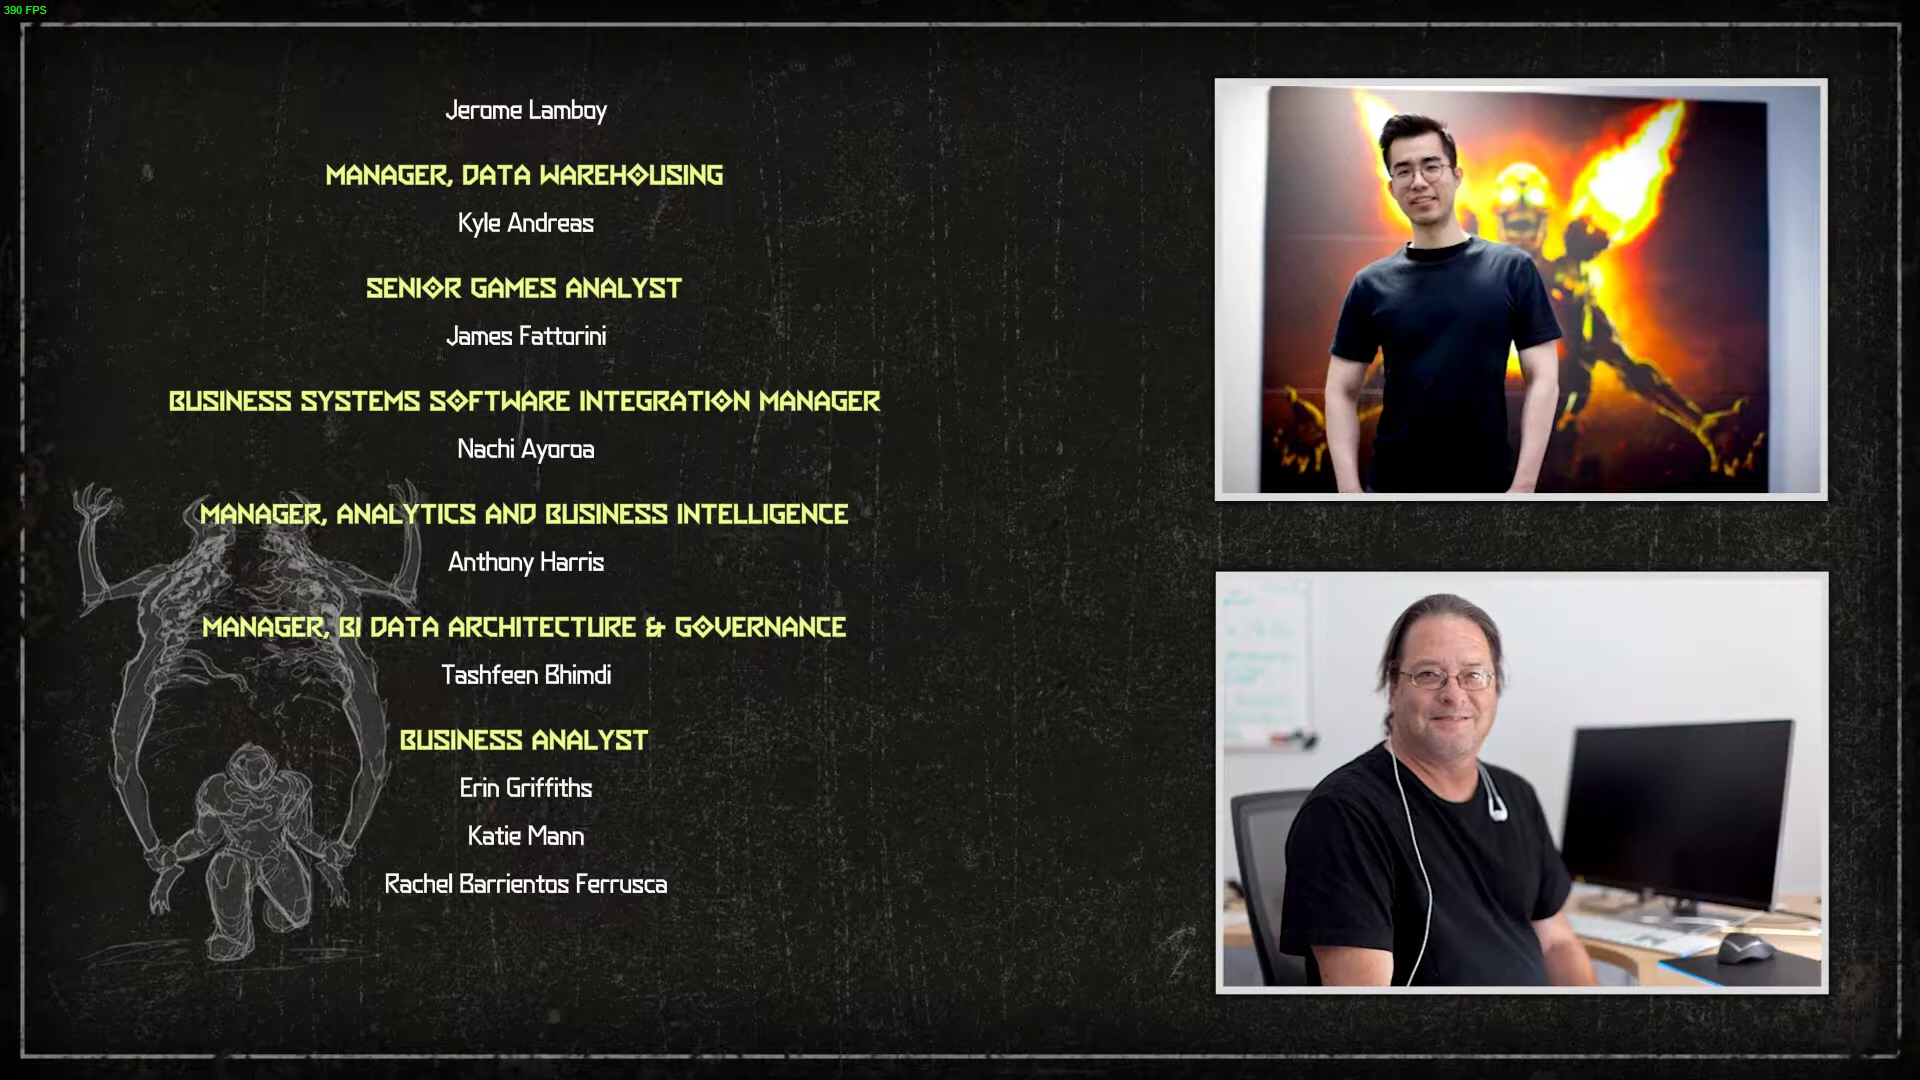 390 FPS
Jerome Lamboy
MANAGER, DATA WAREHOUSING
Kyle Andreas
SENIOR GAMES ANALYST
James Fattorini
BUSINESS SYSTEMS SOFTWARE INTEGRATION MANAGER
Nachi Ayoroa
MANAGER, ANALYTICS AND BUSINESS INTELLIGENCE
Anthony Harris
MANAGER, BI DATA ARCHITECTURE & GOVERNANCE
Tashfeen Bhimdi
BUSINESS ANALYST
Erin Griffiths
Katie Mann
Rachel Barrientos Ferrusca